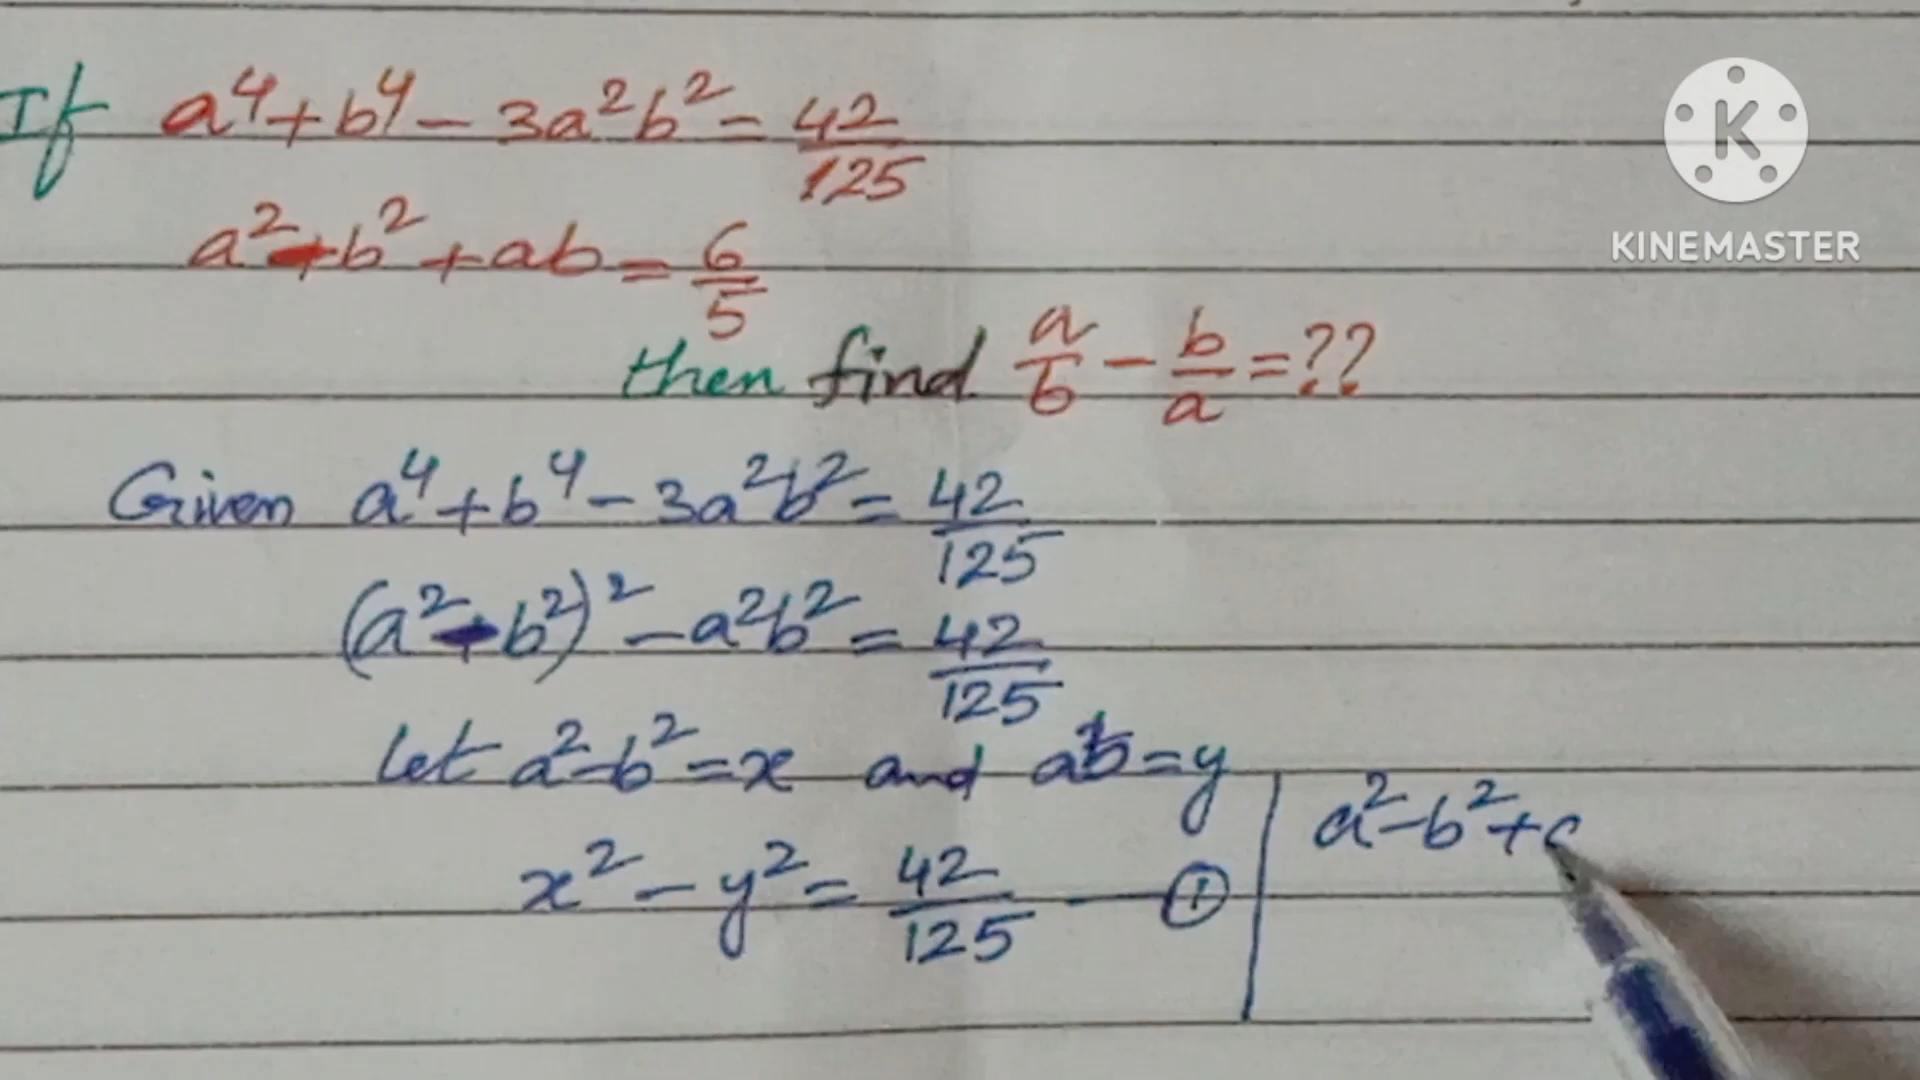 If a⁴+b⁴-3a²b²=42/125
a²-b²+ab=6/5
then find a/b-b/a=??
Given a⁴+b⁴-3a²b²=42/125
(a²-b²)²-a²b²=42/125
Let a²-b²=x and ab=y
x²-y²=42/125 — ①
a²-b²+
K
KINEMASTER